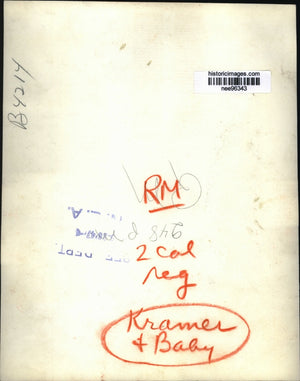 historicimages.com
nee96343
B4214
RM
2 col
reg
Kramer
+ Baby